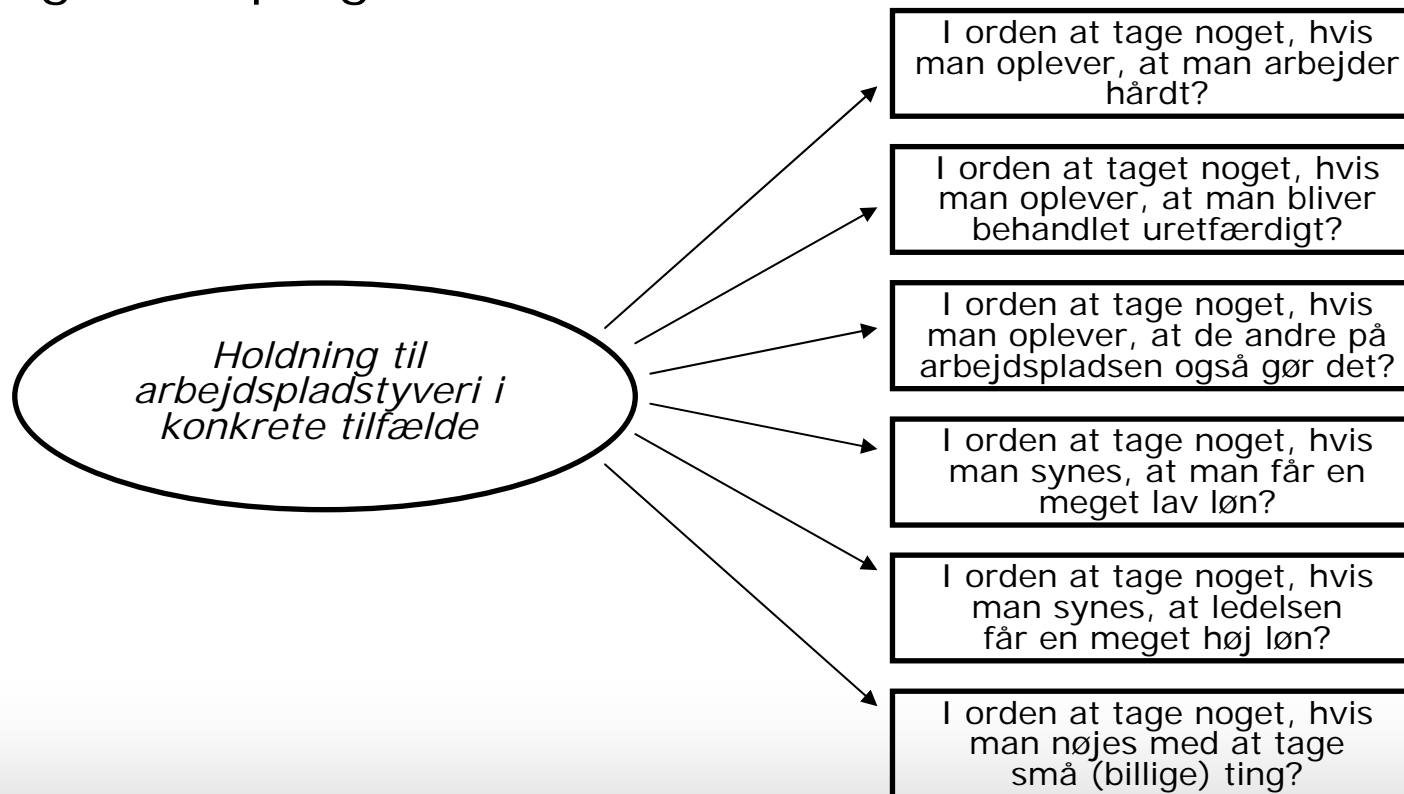 Holdning til
arbejdspladstyveri i
konkrete tilfælde
I orden at tage noget, hvis
man oplever, at man arbejder
hårdt?
I orden at taget noget, hvis
man oplever, at man bliver
behandlet uretfærdigt?
I orden at tage noget, hvis
man oplever, at de andre på
arbejdspladsen også gør det?
I orden at tage noget, hvis
man synes, at man får en
meget lav løn?
I orden at tage noget, hvis
man synes, at ledelsen
får en meget høj løn?
I orden at tage noget, hvis
man nøjes med at tage
små (billige) ting?